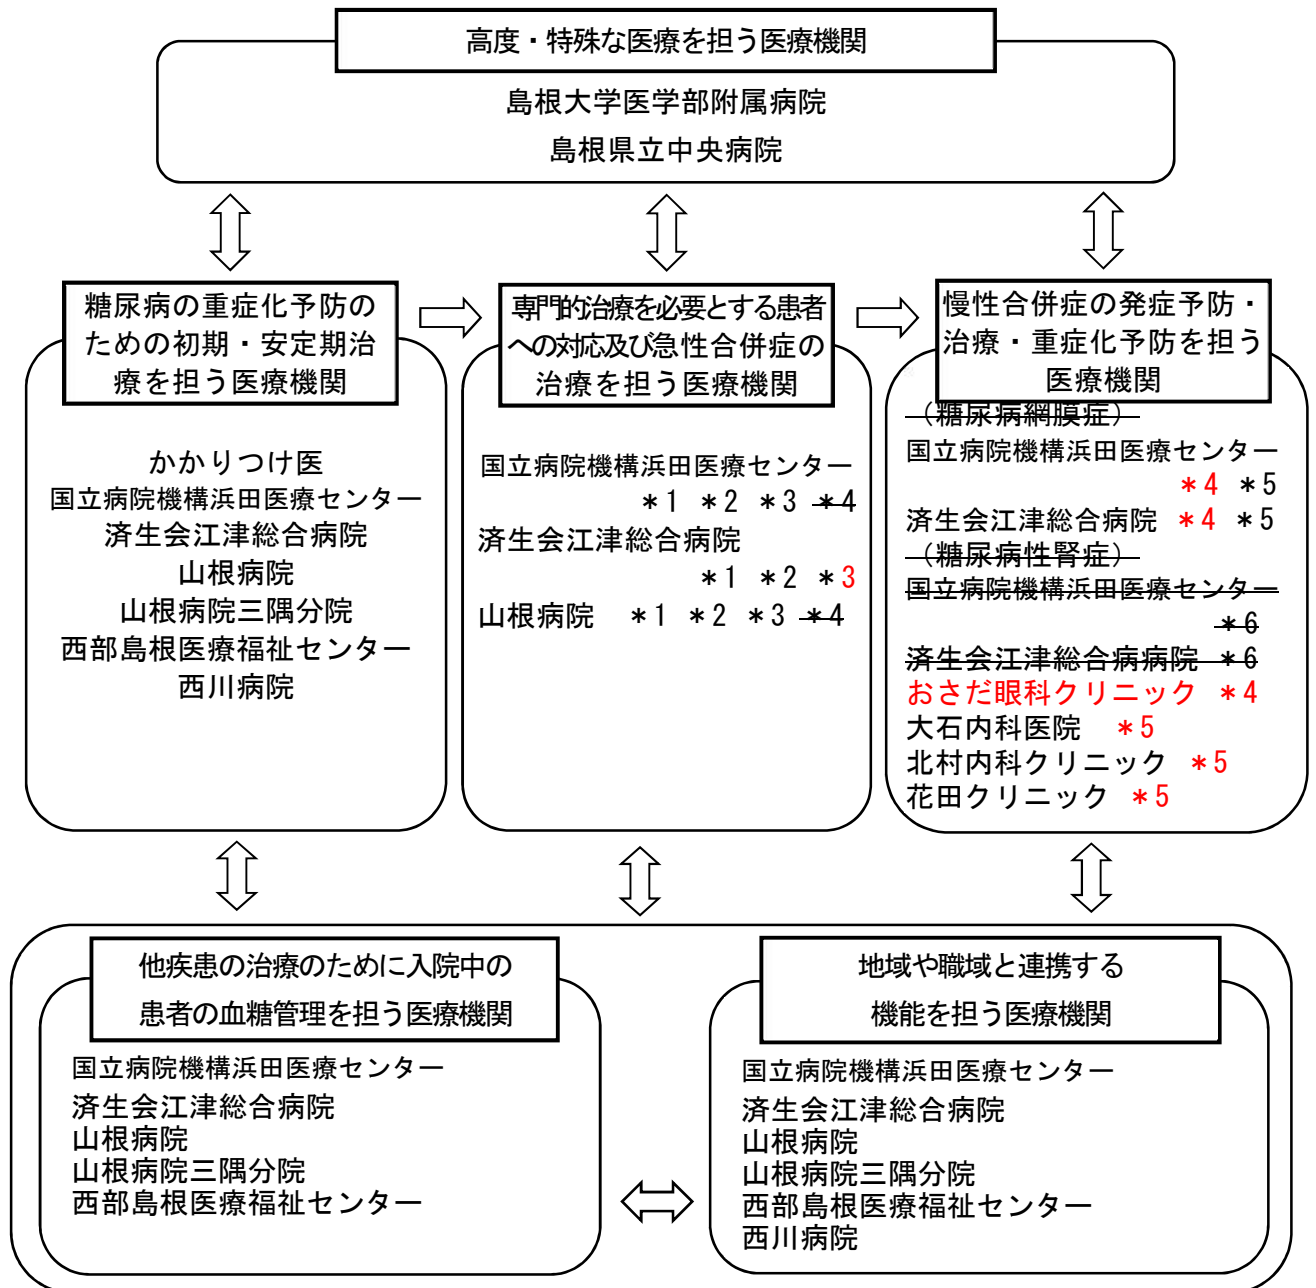 高度・特殊な医療を担う医療機関
島根大学医学部附属病院
島根県立中央病院
糖尿病の重症化予防の
ための初期・安定期治
療を担う医療機関
かかりつけ医
国立病院機構浜田医療センター
済生会江津総合病院
山根病院
山根病院三隅分院
西部島根医療福祉センター
西川病院
専門的治療を必要とする患者
への対応及び急性合併症の
治療を担う医療機関
国立病院機構浜田医療センター
＊1 ＊2 ＊3 ＊4
済生会江津総合病院
＊1 ＊2 ＊3
山根病院 ＊1 ＊2 ＊3 ＊4
慢性合併症の発症予防・
治療・重症化予防を担う
医療機関
（糖尿病網膜症）
国立病院機構浜田医療センター
＊4 ＊5
済生会江津総合病院 ＊4 ＊5
（糖尿病性腎症）
国立病院機構浜田医療センター
＊6
済生会江津総合病病院 ＊6
おさだ眼科クリニック ＊4
大石内科医院 ＊5
北村内科クリニック ＊5
花田クリニック ＊5
他疾患の治療のために入院中の
患者の血糖管理を担う医療機関
国立病院機構浜田医療センター
済生会江津総合病院
山根病院
山根病院三隅分院
西部島根医療福祉センター
地域や職域と連携する
機能を担う医療機関
国立病院機構浜田医療センター
済生会江津総合病院
山根病院
山根病院三隅分院
西部島根医療福祉センター
西川病院